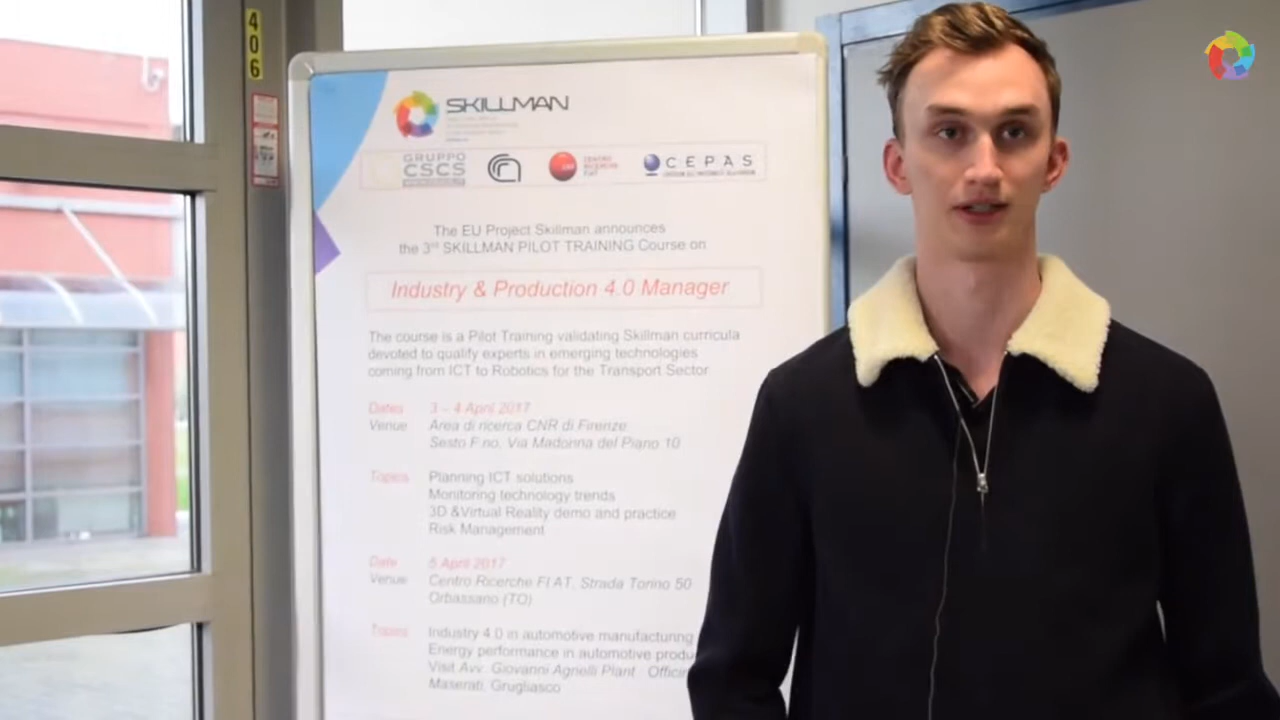 406
SKILLMAN
GRUPPO
CSCS
CENTRO
RICERCHE
FIAT
CEPAS
The EU Project Skillman announces
the 3rd SKILLMAN PILOT TRAINING Course on
Industry & Production 4.0 Manager
The course is a Pilot Training validating Skillman curricula
devoted to qualify experts in emerging technologies
coming from ICT to Robotics for the Transport Sector
Dates 3 – 4 April 2017
Venue Area di ricerca CNR di Firenze
Sesto F.no. Via Madonna del Piano 10
Topics Planning ICT solutions
Monitoring technology trends
3D &Virtual Reality demo and practice
Risk Management
Date 5 April 2017
Venue Centro Ricerche FIAT. Strada Torino 50
Orbassano (TO)
Topics Industry 4.0 in automotive manufacturing
Energy performance in automotive produ
Visit Avv. Giovanni Agnelli Plant Officin
Maserati. Grugliasco